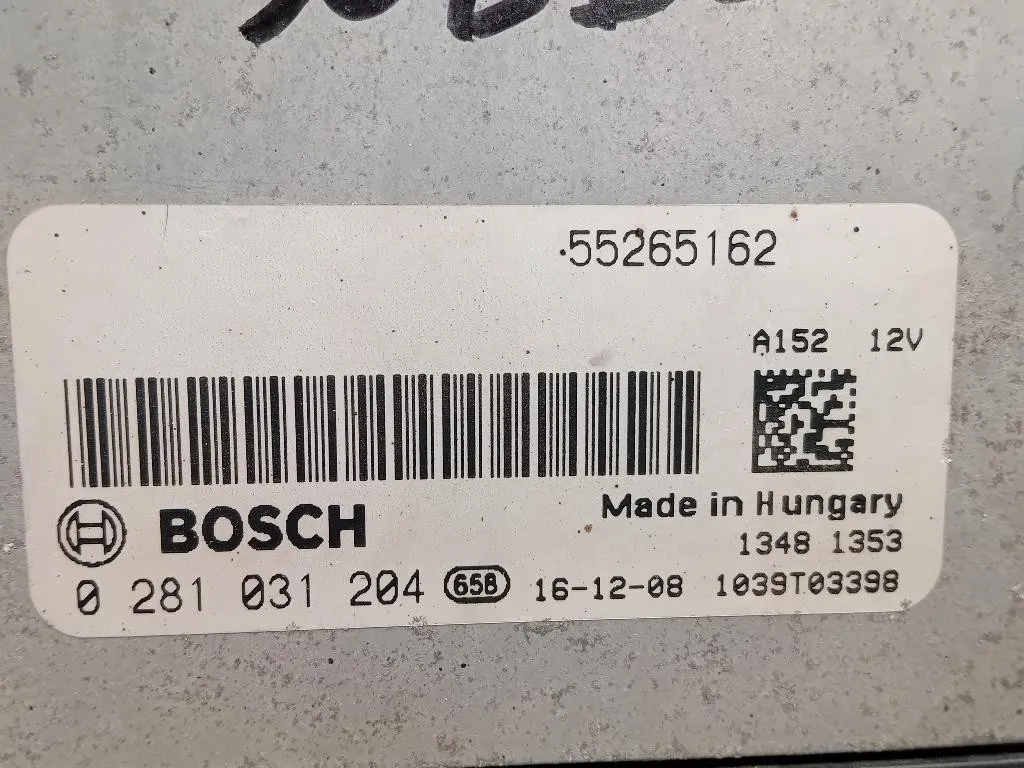 55265162
A152 12V
Made in Hungary
BOSCH
1348 1353
0 281 031 204 658 16-12-08 1039T03398